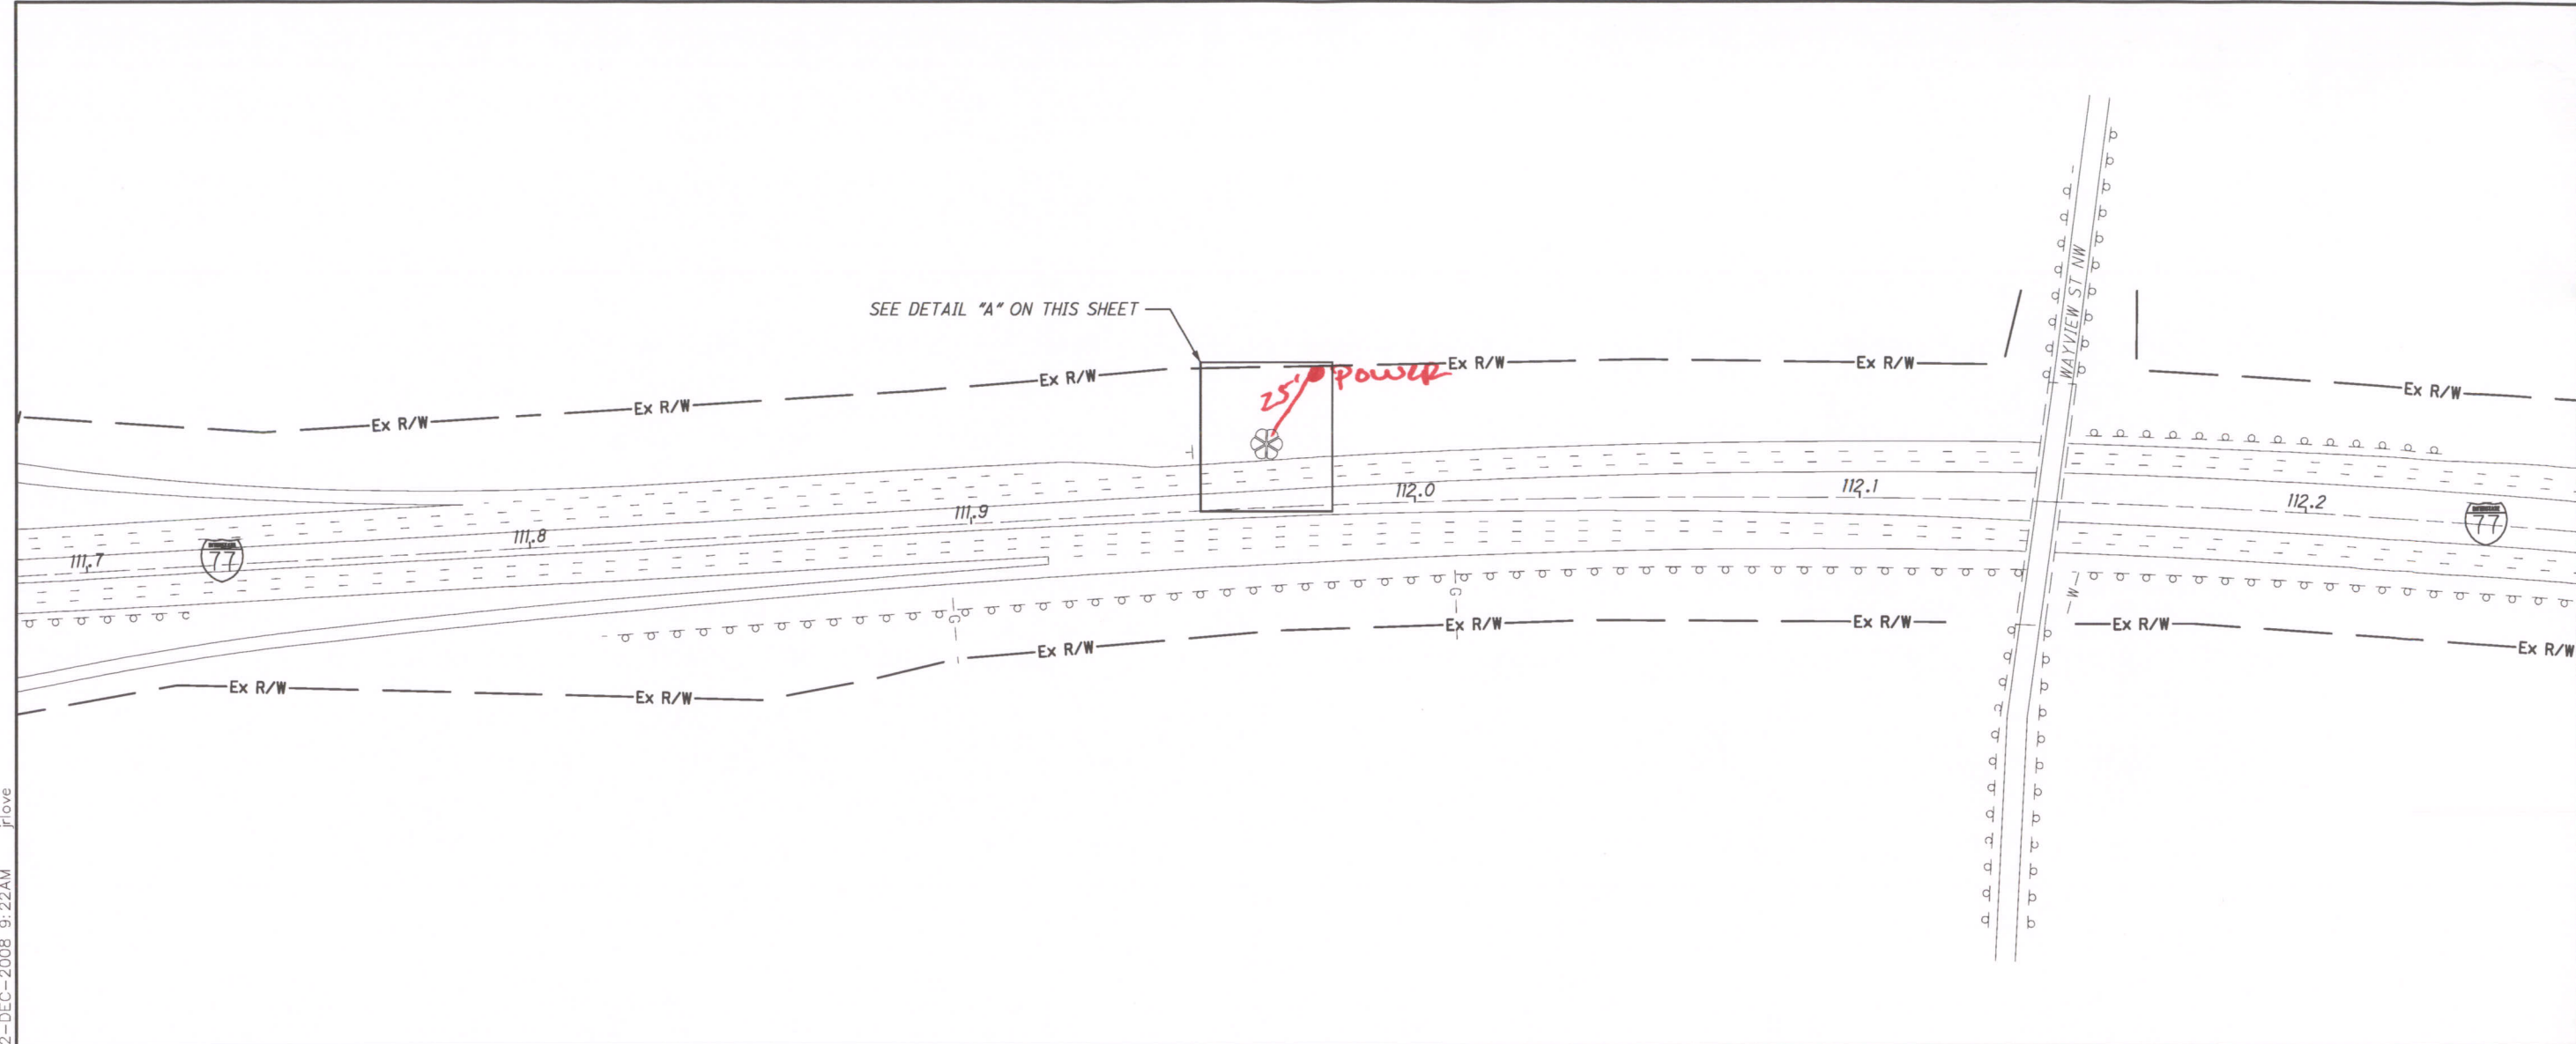 SEE DETAIL "A" ON THIS SHEET
WAYVIEW ST NW
Ex R/W
Ex R/W
Ex R/W
25'
POWER
Ex R/W
Ex R/W
Ex R/W
T
111.7
INTERSTATE
77
111.8
111.9
112.0
112.1
112.2
INTERSTATE
77
G
G
W
Ex R/W
Ex R/W
Ex R/W
Ex R/W
Ex R/W
Ex R/W
Ex R/W
2-DEC-2008 9:22AM jrlove